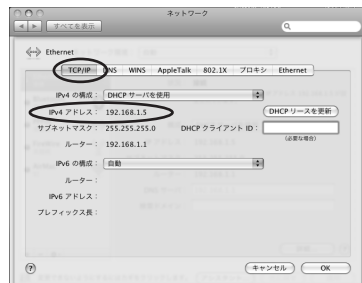 ネットワーク
すべてを表示
Ethernet
TCP/IP DNS WINS AppleTalk 802.1X プロキシ Ethernet
IPv4 の構成： DHCP サーバを使用
IPv4 アドレス： 192.168.1.5 DHCP リースを更新
サブネットマスク： 255.255.255.0 DHCP クライアント ID：
（必要な場合）
ルーター： 192.168.1.1
IPv6 の構成： 自動
ルーター：
IPv6 アドレス：
プレフィックス長：
? キャンセル OK